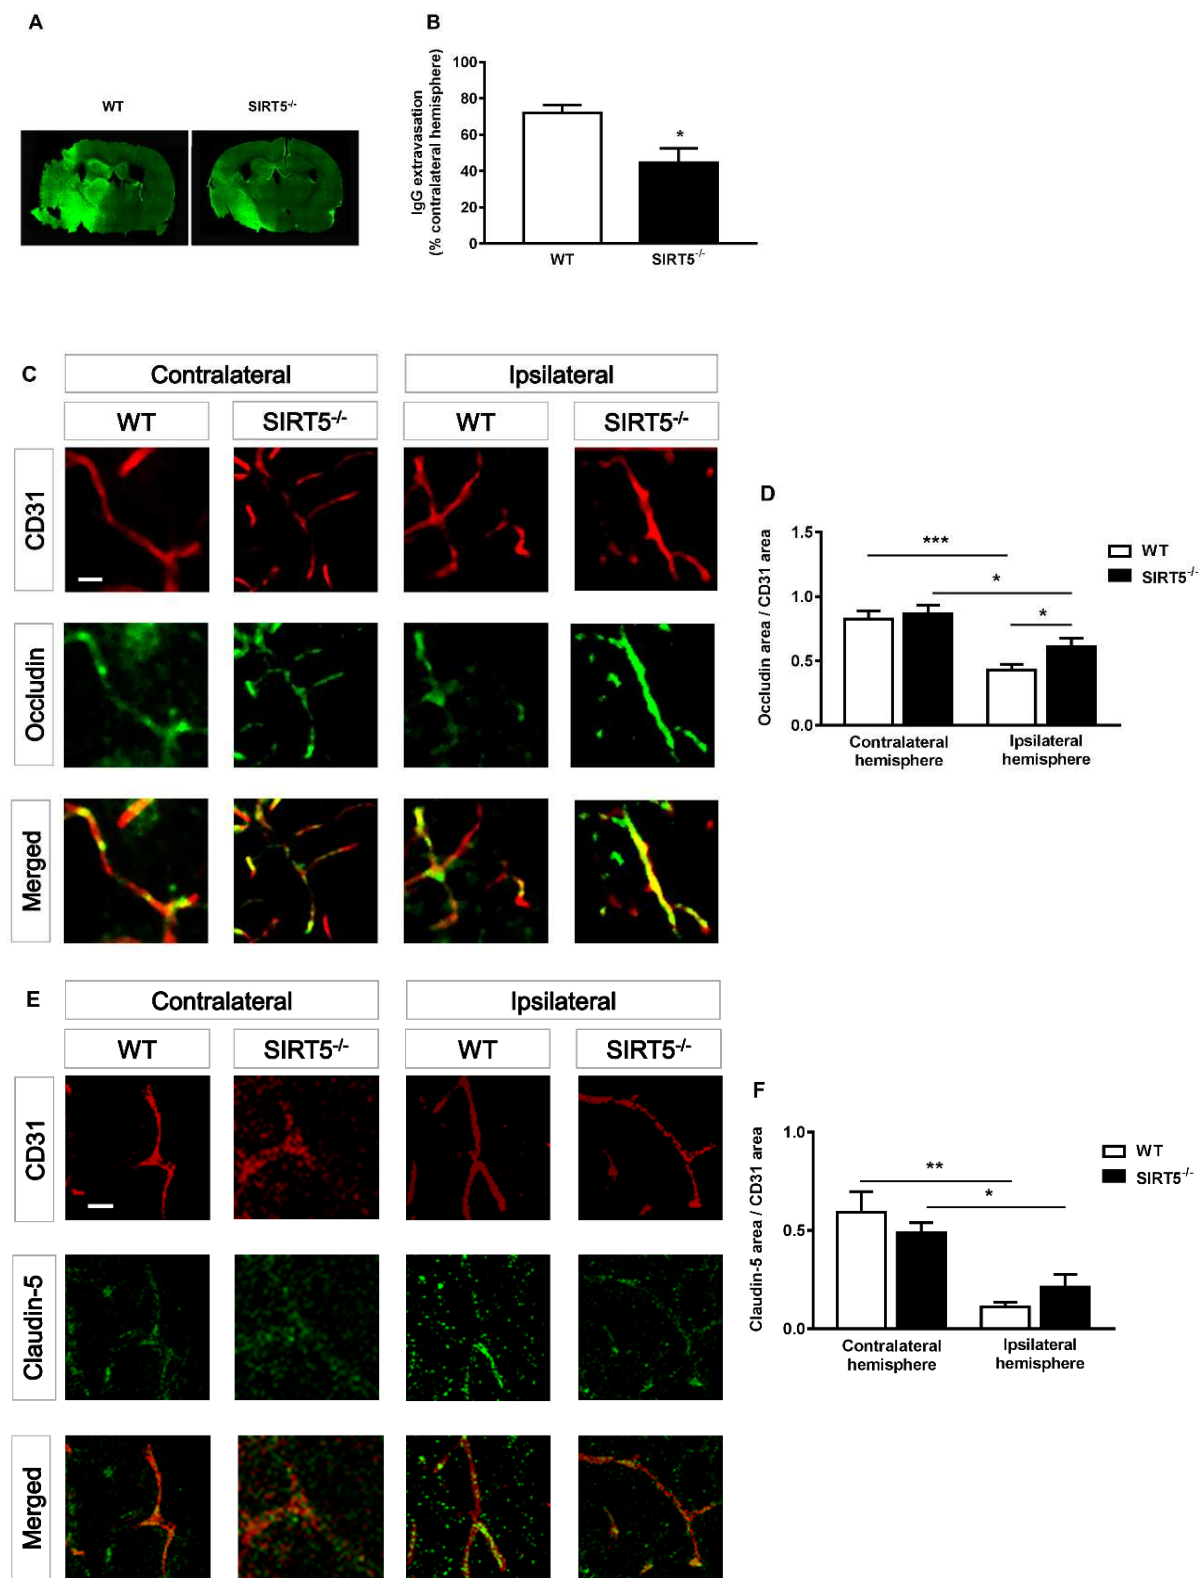 A
WT
SIRT5-/-
B
IgG extravasation
(% contralateral hemisphere)
100
80
60
40
20
0
*
WT
SIRT5-/-
C
Contralateral
Ipsilateral
WT
SIRT5-/-
WT
SIRT5-/-
CD31
Occludin
Merged
D
Occludin area / CD31 area
1.5
1.0
0.5
0.0
***
*
*
WT
SIRT5-/-
Contralateral
hemisphere
Ipsilateral
hemisphere
E
Contralateral
Ipsilateral
WT
SIRT5-/-
WT
SIRT5-/-
CD31
Claudin-5
Merged
F
Claudin-5 area / CD31 area
1.0
0.5
0.0
**
*
WT
SIRT5-/-
Contralateral
hemisphere
Ipsilateral
hemisphere